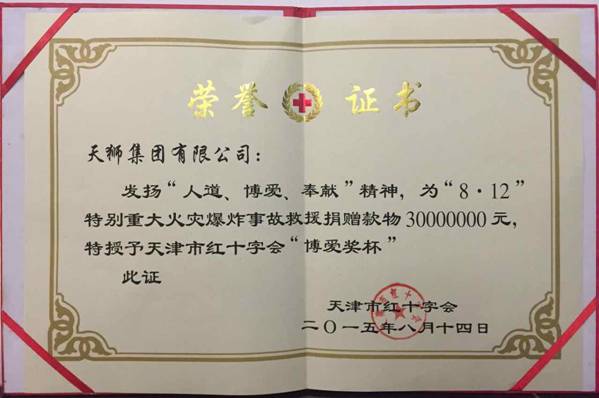 荣誉证书
天狮集团有限公司：
发扬“人道、博爱、奉献”精神，为“8·12”
特别重大火灾爆炸事故救援捐赠款物30000000元，
特授予天津市红十字会“博爱奖杯”
此证
天津市红十字会
二〇一五年八月十四日